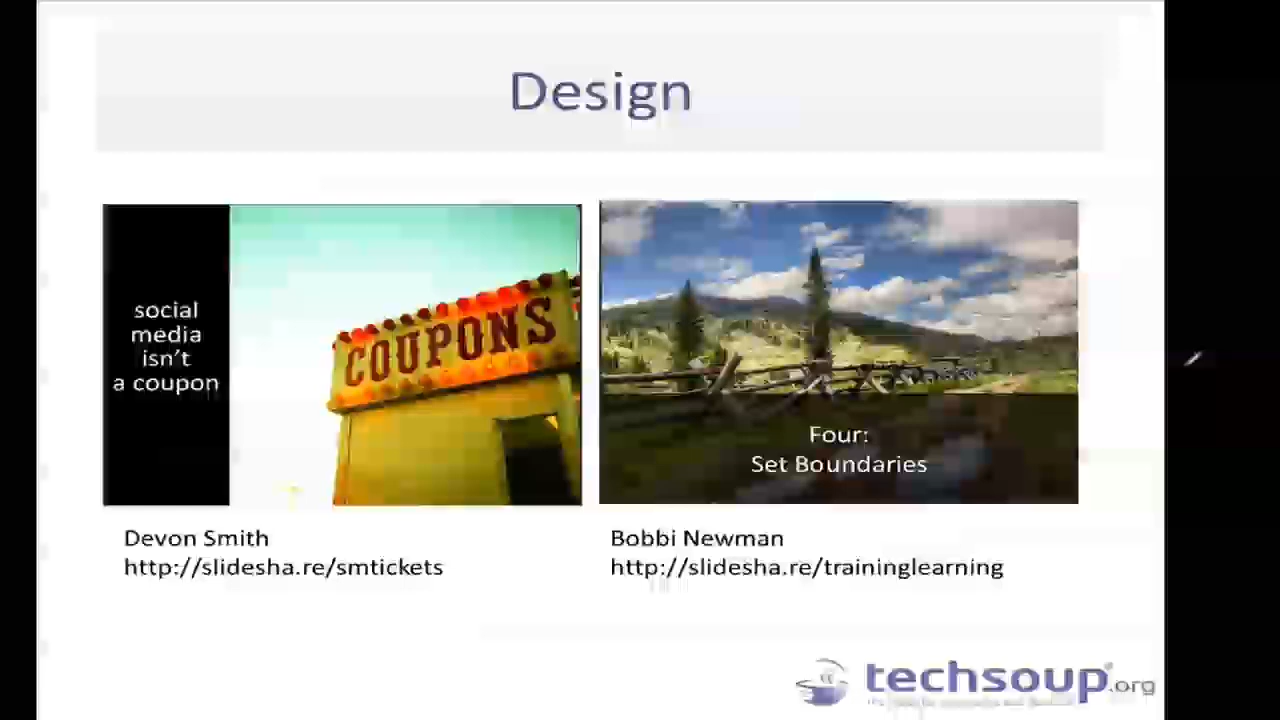 Design
social
media
isn't
a coupon
COUPONS
Four:
Set Boundaries
Devon Smith
http://slidesha.re/smtickets
Bobbi Newman
http://slidesha.re/traininglearning
techsoup.org